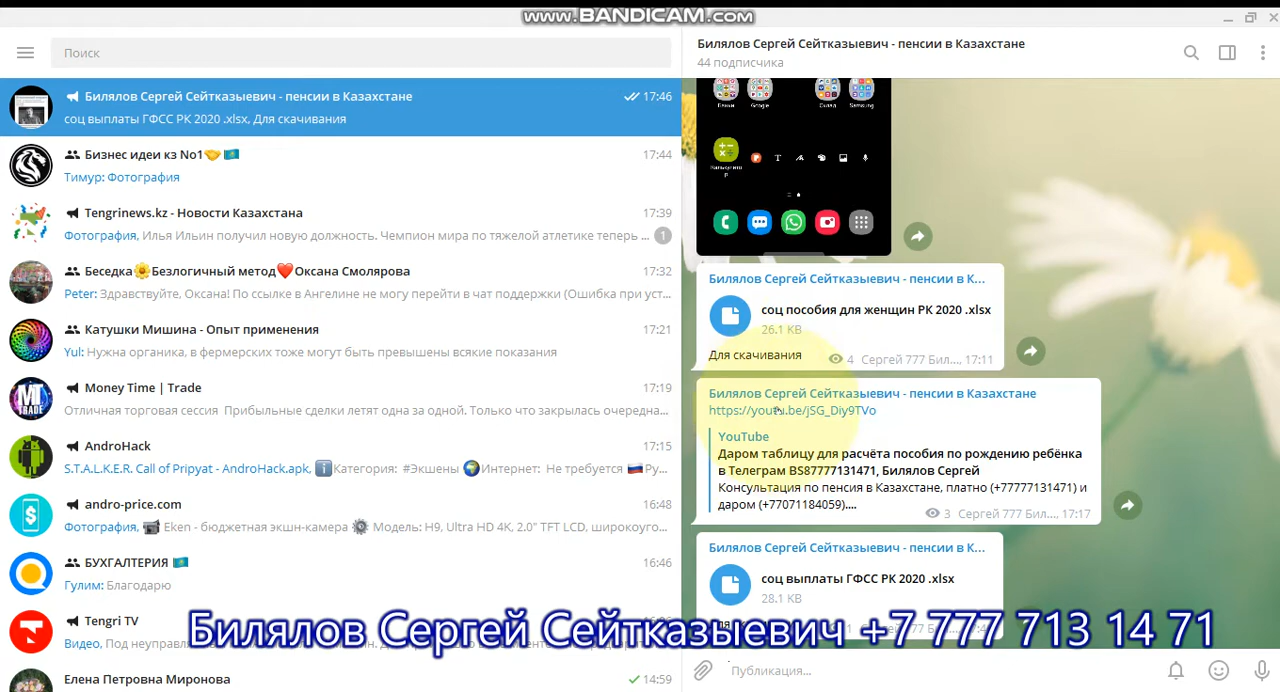 www.BANDICAM.com
Поиск
Билялов Сергей Сейтказыевич - пенсии в Казахстане 17:46
соц выплаты ГФСС РК 2020 .xlsx, Для скачивания
Бизнес идеи кз No1🤝🇰🇿 17:44
Тимур: Фотография
Tengrinews.kz - Новости Казахстана 17:39
Фотография, Илья Ильин получил новую должность. Чемпион мира по тяжелой атлетике теперь ... 1
Беседка🌼Безлогичный метод❤️Оксана Смолярова 17:32
Peter: Здравствуйте, Оксана! По ссылке в Ангелине не могу перейти в чат поддержки (Ошибка при уст...
Катушки Мишина - Опыт применения 17:21
Yul: Нужна органика, в фермерских тоже могут быть превышены всякие показания
Money Time | Trade 17:19
Отличная торговая сессия Прибыльные сделки летят одна за одной. Только что закрылась очередна...
AndroHack 17:15
S.T.A.L.K.E.R. Call of Pripyat - AndroHack.apk, ℹ️Категория: #Экшены 🌍Интернет: Не требуется 🇷🇺Ру...
andro-price.com 16:48
Фотография, 📹 Eken - бюджетная экшн-камера ⚙️ Модель: H9, Ultra HD 4K, 2.0" TFT LCD, широкоуго...
БУХГАЛТЕРИЯ 🇰🇿 16:46
Гулим: Благодарю
Tengri TV
Видео, Под неуправ
Елена Петровна Миронова 14:59
Билялов Сергей Сейтказыевич - пенсии в Казахстане
44 подписчика
Google
Samsung
Билялов Сергей Сейтказыевич - пенсии в К...
соц пособия для женщин РК 2020 .xlsx
26.1 KB
Для скачивания 4 Сергей 777 Бил..., 17:11
Билялов Сергей Сейтказыевич - пенсии в Казахстане
https://youtu.be/jSG_Diy9TVo
YouTube
Даром таблицу для расчёта пособия по рождению ребёнка
в Телеграм BS87777131471, Билялов Сергей
Консультация по пенсия в Казахстане, платно (+77777131471) и
даром (+77071184059)....
3 Сергей 777 Бил..., 17:17
Билялов Сергей Сейтказыевич - пенсии в К...
соц выплаты ГФСС РК 2020 .xlsx
28.1 KB
Билялов Сергей Сейтказыевич +7 777 713 14 71
Публикация...